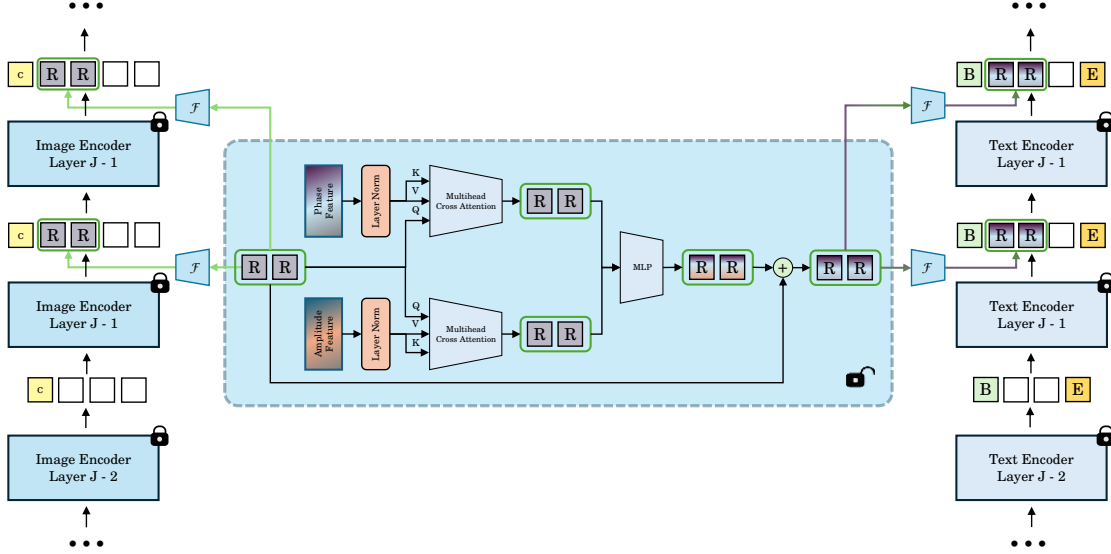 • • •
c R R
ℱ
Image Encoder
Layer J - 1
c R R
ℱ
Image Encoder
Layer J - 1
c
Image Encoder
Layer J - 2
• • •
R R
Phase
Feature
Layer Norm
K
V
Q
Multihead
Cross Attention
R R
Amplitude
Feature
Layer Norm
Q
V
K
Multihead
Cross Attention
R R
MLP
R R
+
R R
• • •
B R R E
ℱ
Text Encoder
Layer J - 1
B R R E
ℱ
Text Encoder
Layer J - 1
B E
Text Encoder
Layer J - 2
• • •